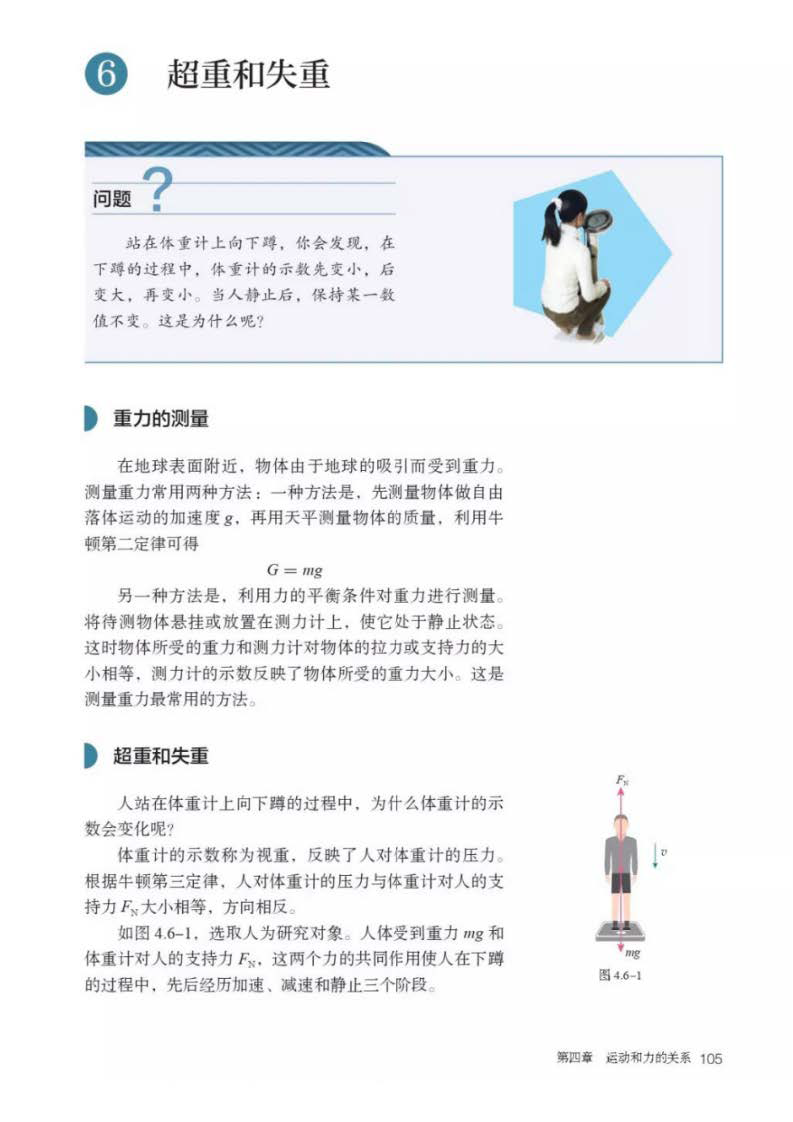 6 超重和失重
问题 ?
站在体重计上向下蹲，你会发现，在
下蹲的过程中，体重计的示数先变小，后
变大，再变小。当人静止后，保持某一数
值不变。这是为什么呢？
重力的测量
在地球表面附近，物体由于地球的吸引而受到重力。
测量重力常用两种方法：一种方法是，先测量物体做自由
落体运动的加速度 g，再用天平测量物体的质量，利用牛
顿第二定律可得
G = mg
另一种方法是，利用力的平衡条件对重力进行测量。
将待测物体悬挂或放置在测力计上，使它处于静止状态。
这时物体所受的重力和测力计对物体的拉力或支持力的大
小相等，测力计的示数反映了物体所受的重力大小。这是
测量重力最常用的方法。
超重和失重
人站在体重计上向下蹲的过程中，为什么体重计的示
数会变化呢？
体重计的示数称为视重，反映了人对体重计的压力。
根据牛顿第三定律，人对体重计的压力与体重计对人的支
持力 FN 大小相等，方向相反。
如图 4.6-1，选取人为研究对象。人体受到重力 mg 和
体重计对人的支持力 FN，这两个力的共同作用使人在下蹲
的过程中，先后经历加速、减速和静止三个阶段。
FN
v
mg
图 4.6-1
第四章 运动和力的关系 105